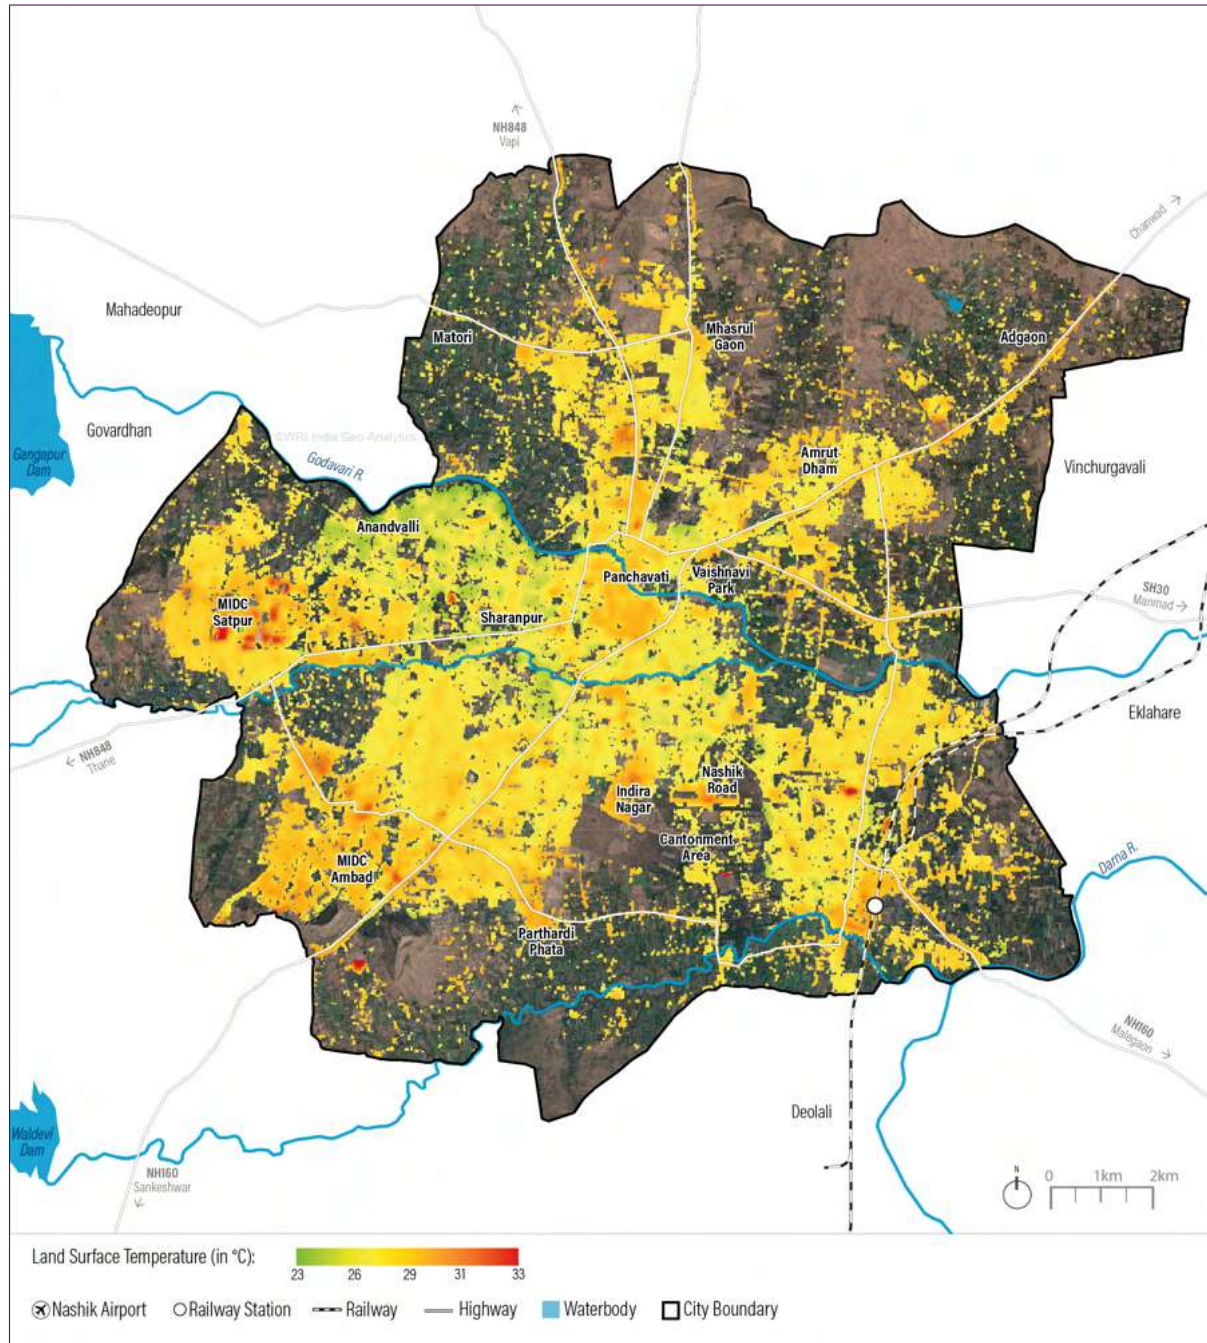 NH848
Vapi
Chanwad
Mahadeopur
Matori
Mhasrul
Gaon
Adgaon
Govardhan
©WRI India Geo-Analytics
Gangapur
Dam
Godavari R.
Amrut
Dham
Vinchurgavali
Anandvalli
Panchavati
Vaishnavi
Park
SH30
Manmad
MIDC
Satpur
Sharanpur
Eklahare
NH848
Thane
Nashik
Road
Indira
Nagar
Cantonment
Area
MIDC
Ambad
Darna R.
Parthardi
Phata
NH160
Malegaon
Waldevi
Dam
Deolali
NH160
Sankeshwar
N
0 1km 2km
Land Surface Temperature (in °C):
23 26 29 31 33
Nashik Airport Railway Station Railway Highway Waterbody City Boundary